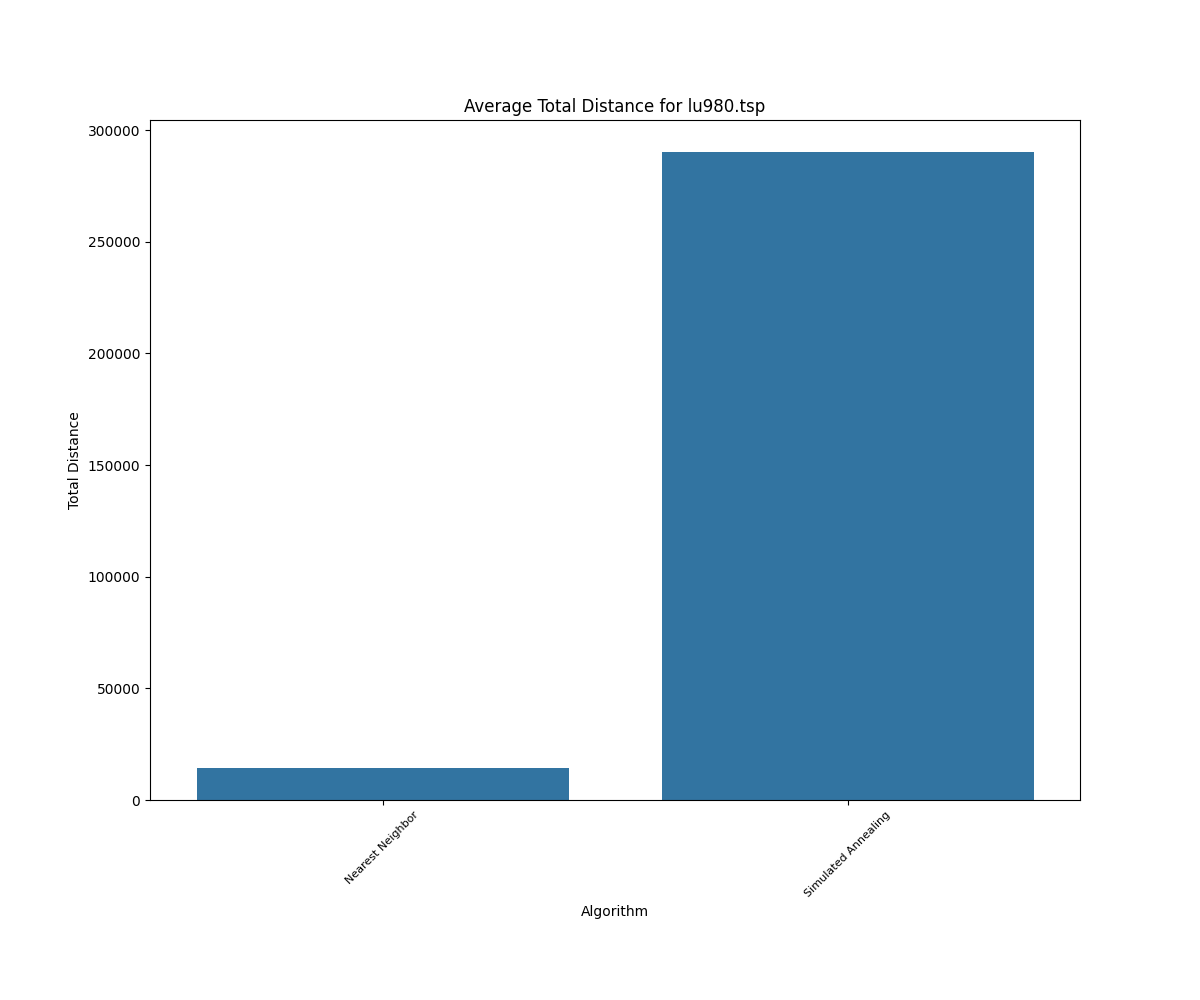 Average Total Distance for lu980.tsp
300000
250000
200000
150000
100000
50000
0
Total Distance
Nearest Neighbor
Simulated Annealing
Algorithm